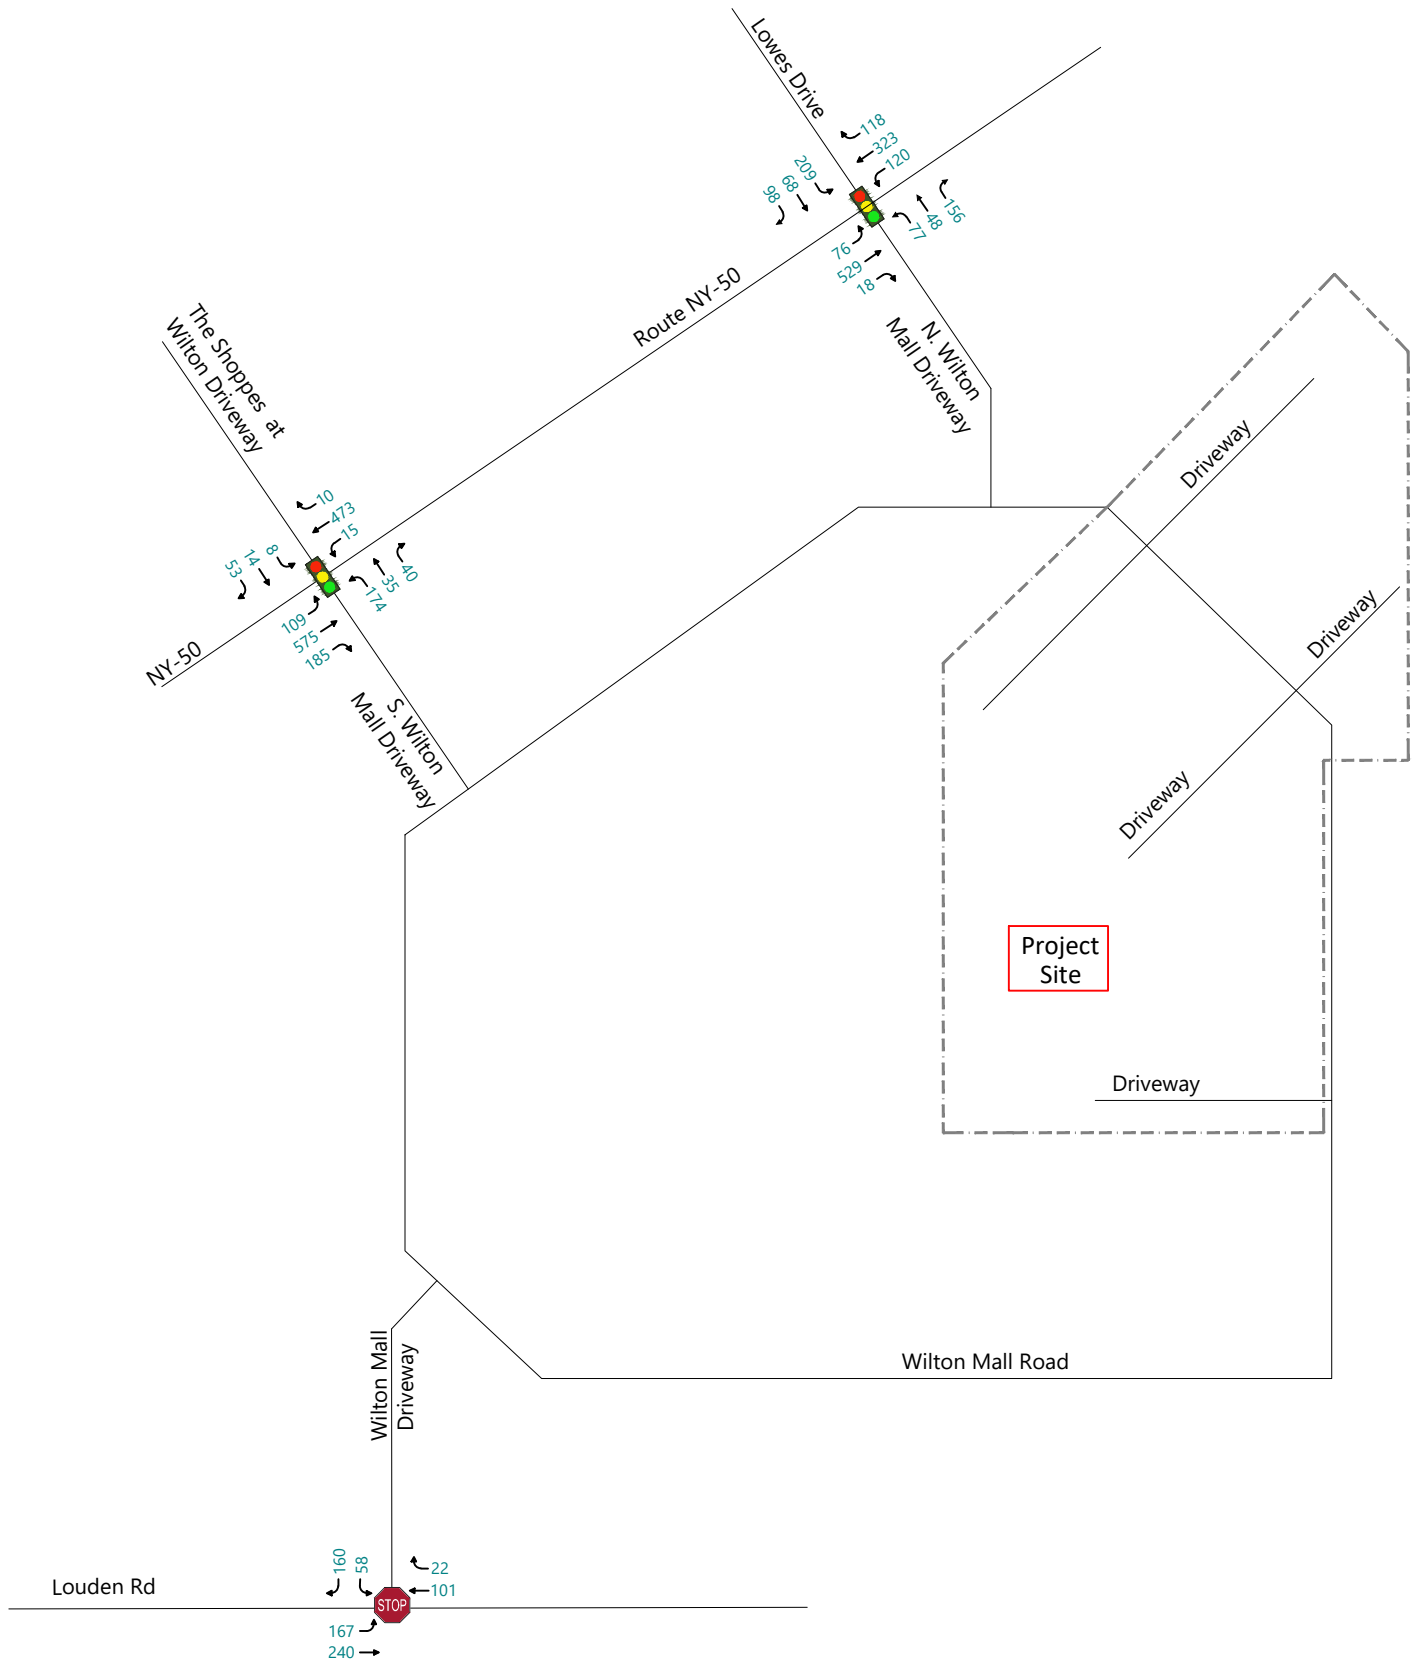 Lowes Drive
118
323
120
209
68
98
156
48
77
76
529
18
Route NY-50
N. Wilton
Mall Driveway
The Shoppes at
Wilton Driveway
10
473
15
8
14
53
40
35
174
109
575
185
NY-50
S. Wilton
Mall Driveway
Driveway
Driveway
Driveway
Project
Site
Driveway
Wilton Mall Road
Wilton Mall
Driveway
160
58
22
101
Louden Rd
STOP
167
240